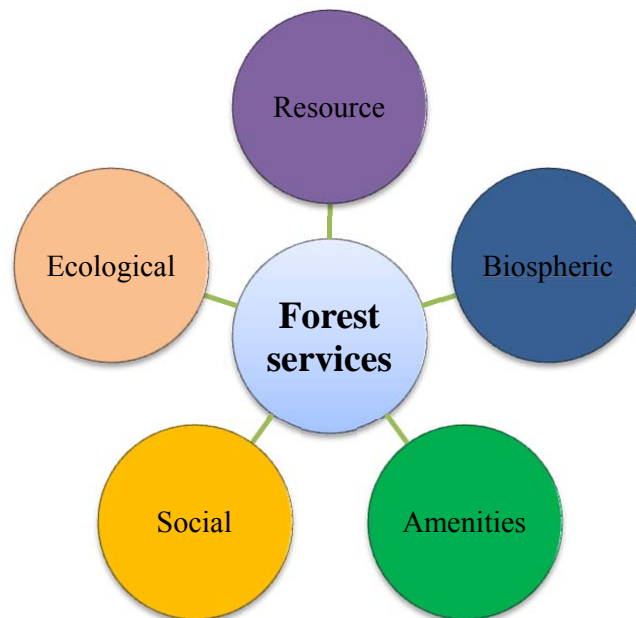 Resource
Ecological
Biospheric
Forest
services
Social
Amenities